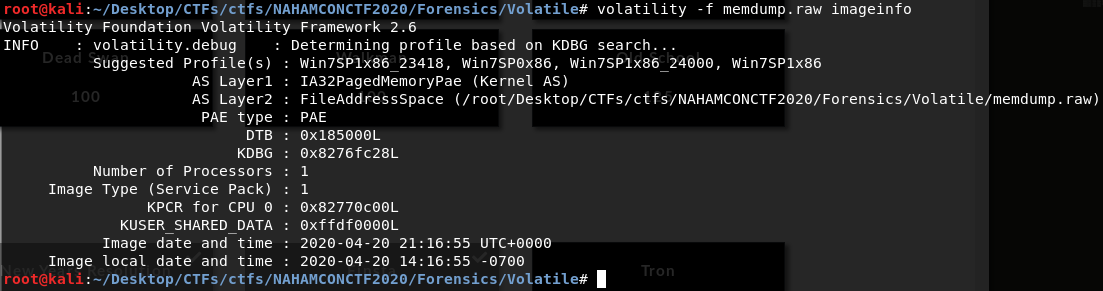 root@kali:~/Desktop/CTFs/ctfs/NAHAMCONCTF2020/Forensics/Volatile# volatility -f memdump.raw imageinfo
Volatility Foundation Volatility Framework 2.6
INFO    : volatility.debug    : Determining profile based on KDBG search...
Suggested Profile(s) : Win7SP1x86_23418, Win7SP0x86, Win7SP1x86_24000, Win7SP1x86
AS Layer1 : IA32PagedMemoryPae (Kernel AS)
AS Layer2 : FileAddressSpace (/root/Desktop/CTFs/ctfs/NAHAMCONCTF2020/Forensics/Volatile/memdump.raw)
PAE type : PAE
DTB : 0x185000L
KDBG : 0x8276fc28L
Number of Processors : 1
Image Type (Service Pack) : 1
KPCR for CPU 0 : 0x82770c00L
KUSER_SHARED_DATA : 0xffdf0000L
Image date and time : 2020-04-20 21:16:55 UTC+0000
Image local date and time : 2020-04-20 14:16:55 -0700
root@kali:~/Desktop/CTFs/ctfs/NAHAMCONCTF2020/Forensics/Volatile#
Dead Swan
100
Old School
Tron